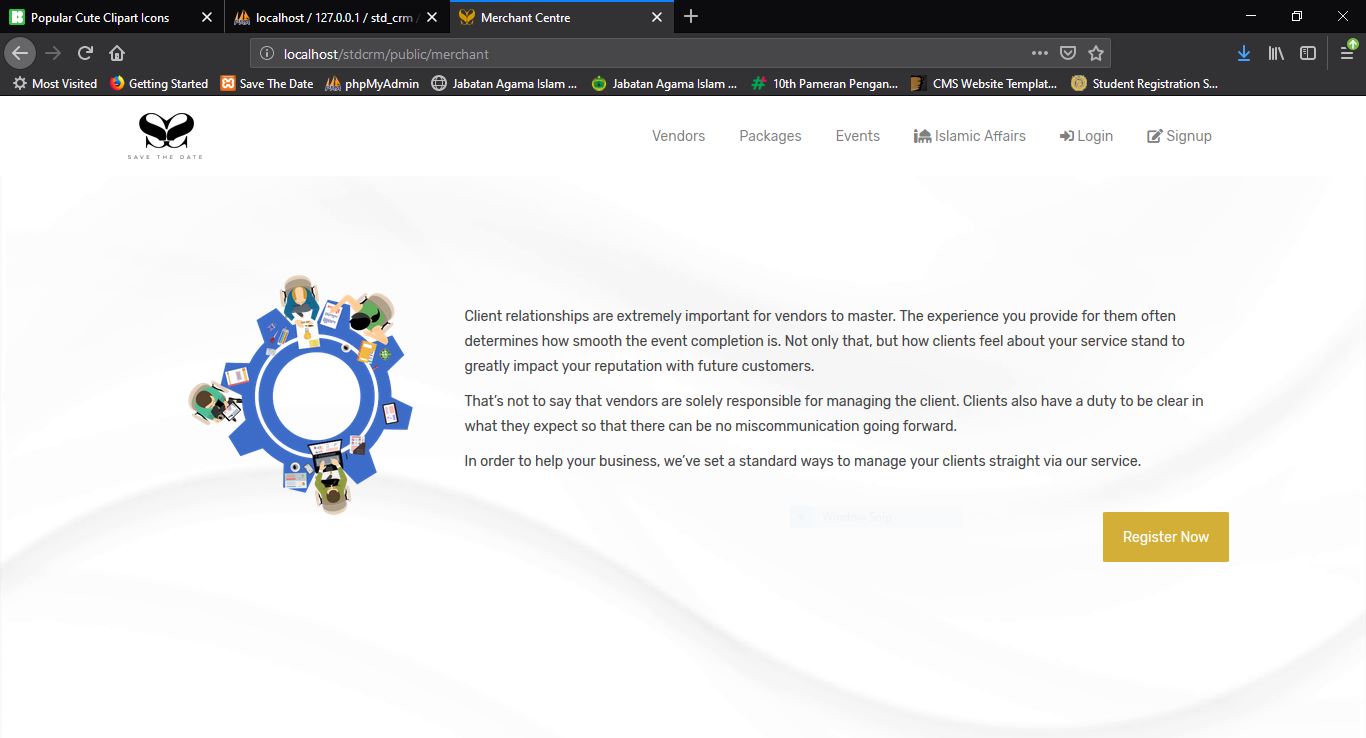 Popular Cute Clipart Icons
localhost / 127.0.0.1 / std_crm /
Merchant Centre
localhost/stdcrm/public/merchant
Most Visited
Getting Started
Save The Date
phpMyAdmin
Jabatan Agama Islam ...
Jabatan Agama Islam ...
10th Pameran Pengan...
CMS Website Templat...
Student Registration S...
SAVE THE DATE
Vendors
Packages
Events
Islamic Affairs
Login
Signup
Client relationships are extremely important for vendors to master. The experience you provide for them often
determines how smooth the event completion is. Not only that, but how clients feel about your service stand to
greatly impact your reputation with future customers.
That’s not to say that vendors are solely responsible for managing the client. Clients also have a duty to be clear in
what they expect so that there can be no miscommunication going forward.
In order to help your business, we’ve set a standard ways to manage your clients straight via our service.
Window Snip
Register Now